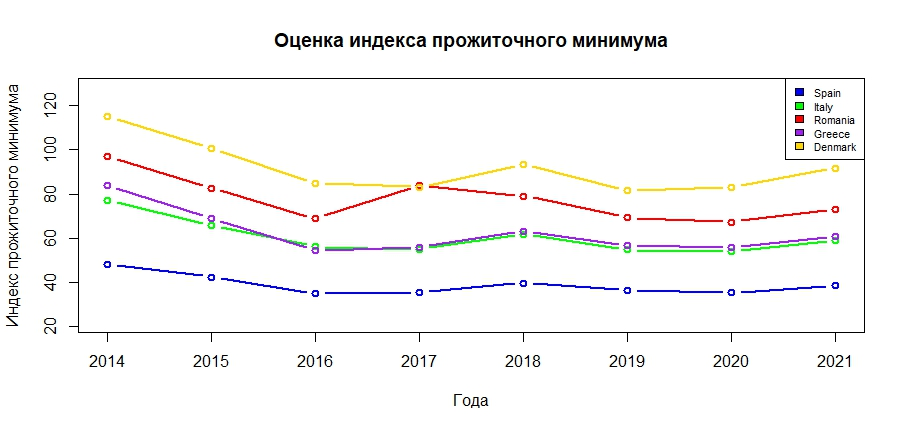 Оценка индекса прожиточного минимума
Индекс прожиточного минимума
120
100
80
60
40
20
Spain
Italy
Romania
Greece
Denmark
2014 2015 2016 2017 2018 2019 2020 2021
Года